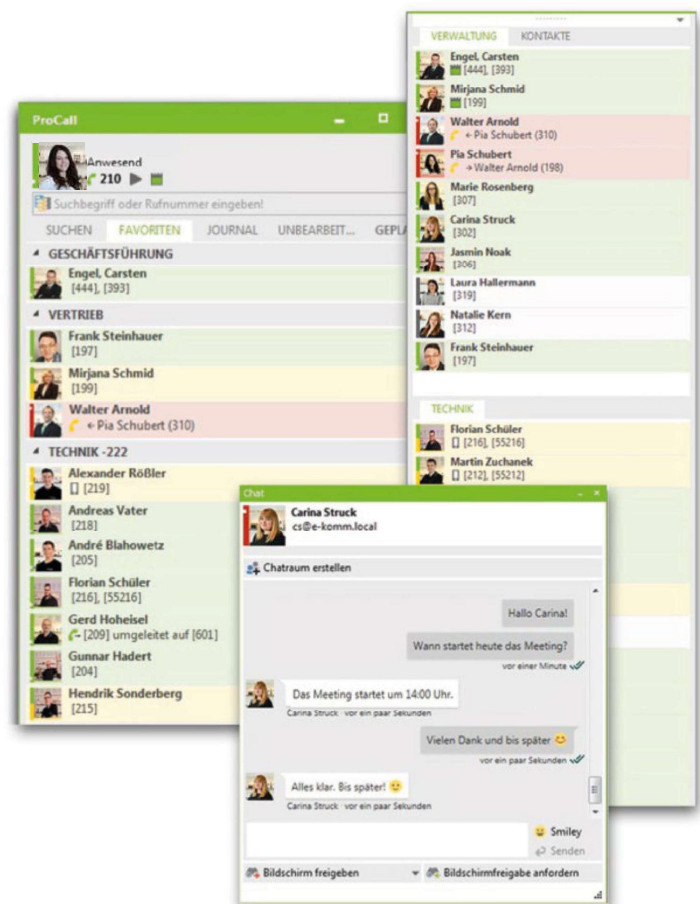 ProCall
Anwesend
210
Suchbegriff oder Rufnummer eingeben!
SUCHEN FAVORITEN JOURNAL UNBEARBEIT... GEPLA
GESCHÄFTSFÜHRUNG
Engel, Carsten
[444], [393]
VERTRIEB
Frank Steinhauer
[197]
Mirjana Schmid
[199]
Walter Arnold
← Pia Schubert (310)
TECHNIK -222
Alexander Rößler
[219]
Andreas Vater
[218]
André Blahowetz
[205]
Florian Schüler
[216], [55216]
Gerd Hoheisel
[209] umgeleitet auf [601]
Gunnar Hadert
[204]
Hendrik Sonderberg
[215]
VERWALTUNG KONTAKTE
Engel, Carsten
[444], [393]
Mirjana Schmid
[199]
Walter Arnold
← Pia Schubert (310)
Pia Schubert
→ Walter Arnold (198)
Marie Rosenberg
[307]
Carina Struck
[302]
Jasmin Noak
[306]
Laura Hallermann
[319]
Natalie Kern
[312]
Frank Steinhauer
[197]
TECHNIK
Florian Schüler
[216], [55216]
Martin Zuchanek
[212], [55212]
Chat
Carina Struck
cs@e-komm.local
Chatraum erstellen
Hallo Carina!
Wann startet heute das Meeting?
vor einer Minute
Das Meeting startet um 14:00 Uhr.
Carina Struck vor ein paar Sekunden
Vielen Dank und bis später 😊
vor ein paar Sekunden
Alles klar. Bis später! 🙂
Carina Struck vor ein paar Sekunden
Smiley
Senden
Bildschirm freigeben Bildschirmfreigabe anfordern